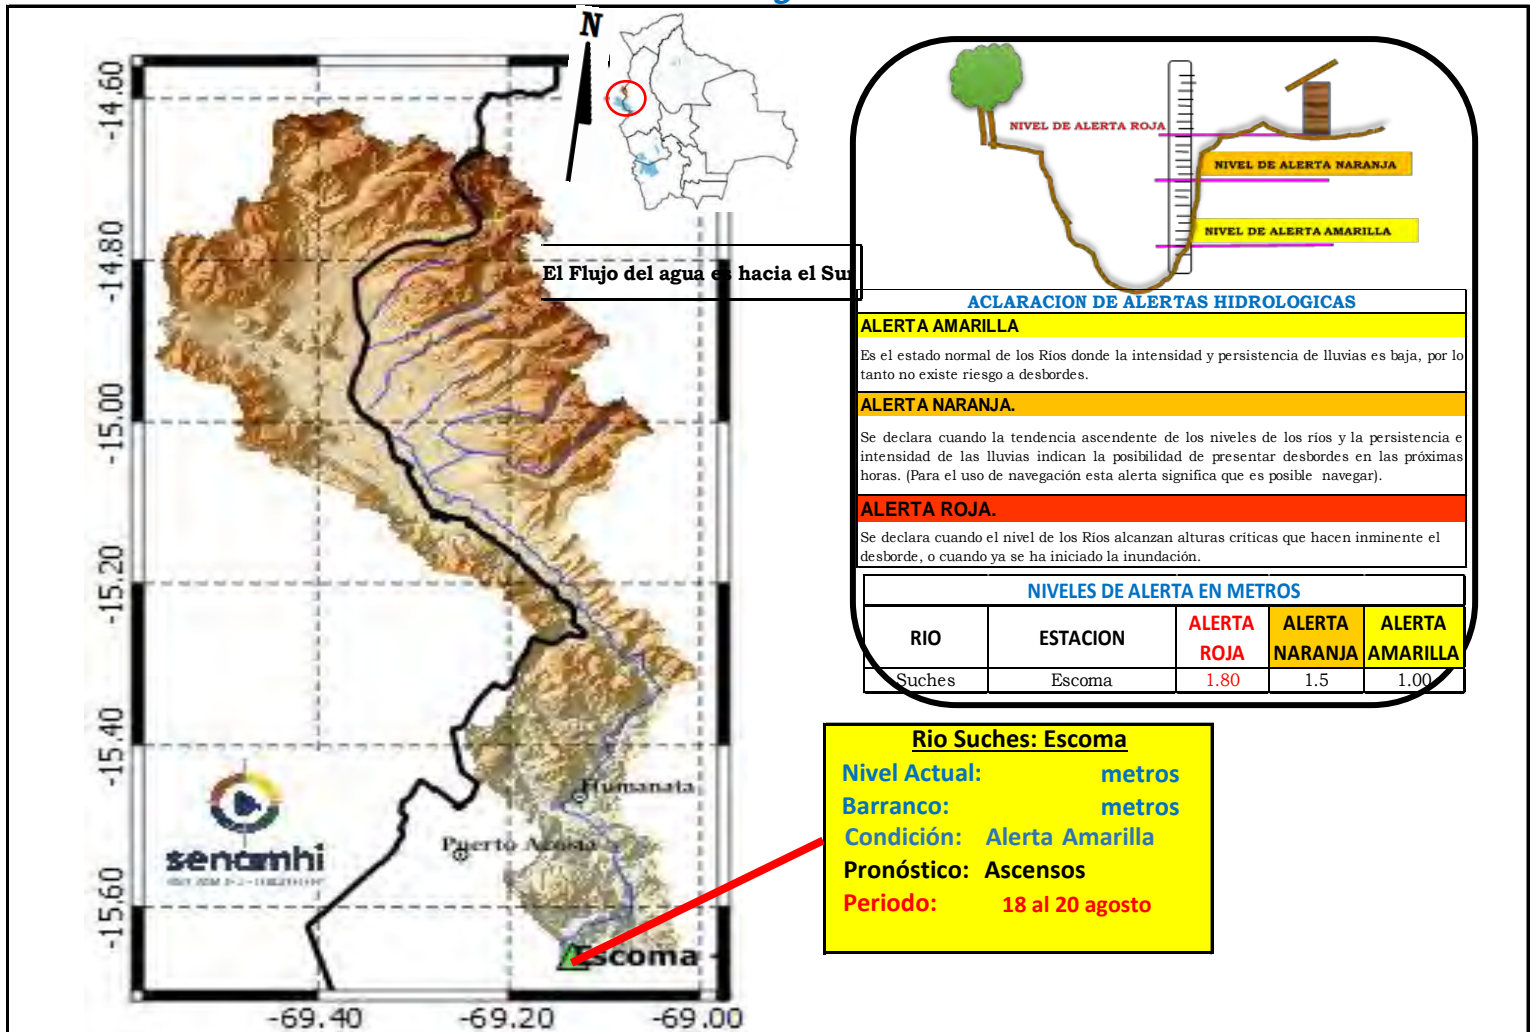 N
-14.60
-14.80
-15.00
-15.20
-15.40
-15.60
-69.40
-69.20
-69.00
El Flujo del agua es hacia el Sur
Humanata
Puerto Acosta
Escoma
senamhi
NIVEL DE ALERTA ROJA
NIVEL DE ALERTA NARANJA
NIVEL DE ALERTA AMARILLA
ACLARACION DE ALERTAS HIDROLOGICAS
ALERTA AMARILLA
Es el estado normal de los Ríos donde la intensidad y persistencia de lluvias es baja, por lo
tanto no existe riesgo a desbordes.
ALERTA NARANJA.
Se declara cuando la tendencia ascendente de los niveles de los ríos y la persistencia e
intensidad de las lluvias indican la posibilidad de presentar desbordes en las próximas
horas. (Para el uso de navegación esta alerta significa que es posible navegar).
ALERTA ROJA.
Se declara cuando el nivel de los Ríos alcanzan alturas críticas que hacen inminente el
desborde, o cuando ya se ha iniciado la inundación.
NIVELES DE ALERTA EN METROS
RIO ESTACION ALERTA ROJA ALERTA NARANJA ALERTA AMARILLA
Suches Escoma 1.80 1.5 1.00
Rio Suches: Escoma
Nivel Actual: metros
Barranco: metros
Condición: Alerta Amarilla
Pronóstico: Ascensos
Periodo: 18 al 20 agosto